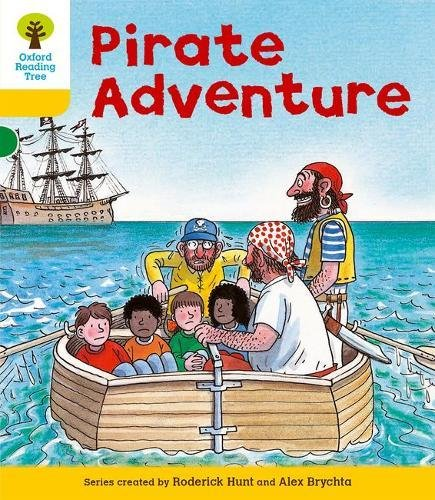 Oxford
Reading
Tree
Pirate
Adventure
Series created by Roderick Hunt and Alex Brychta